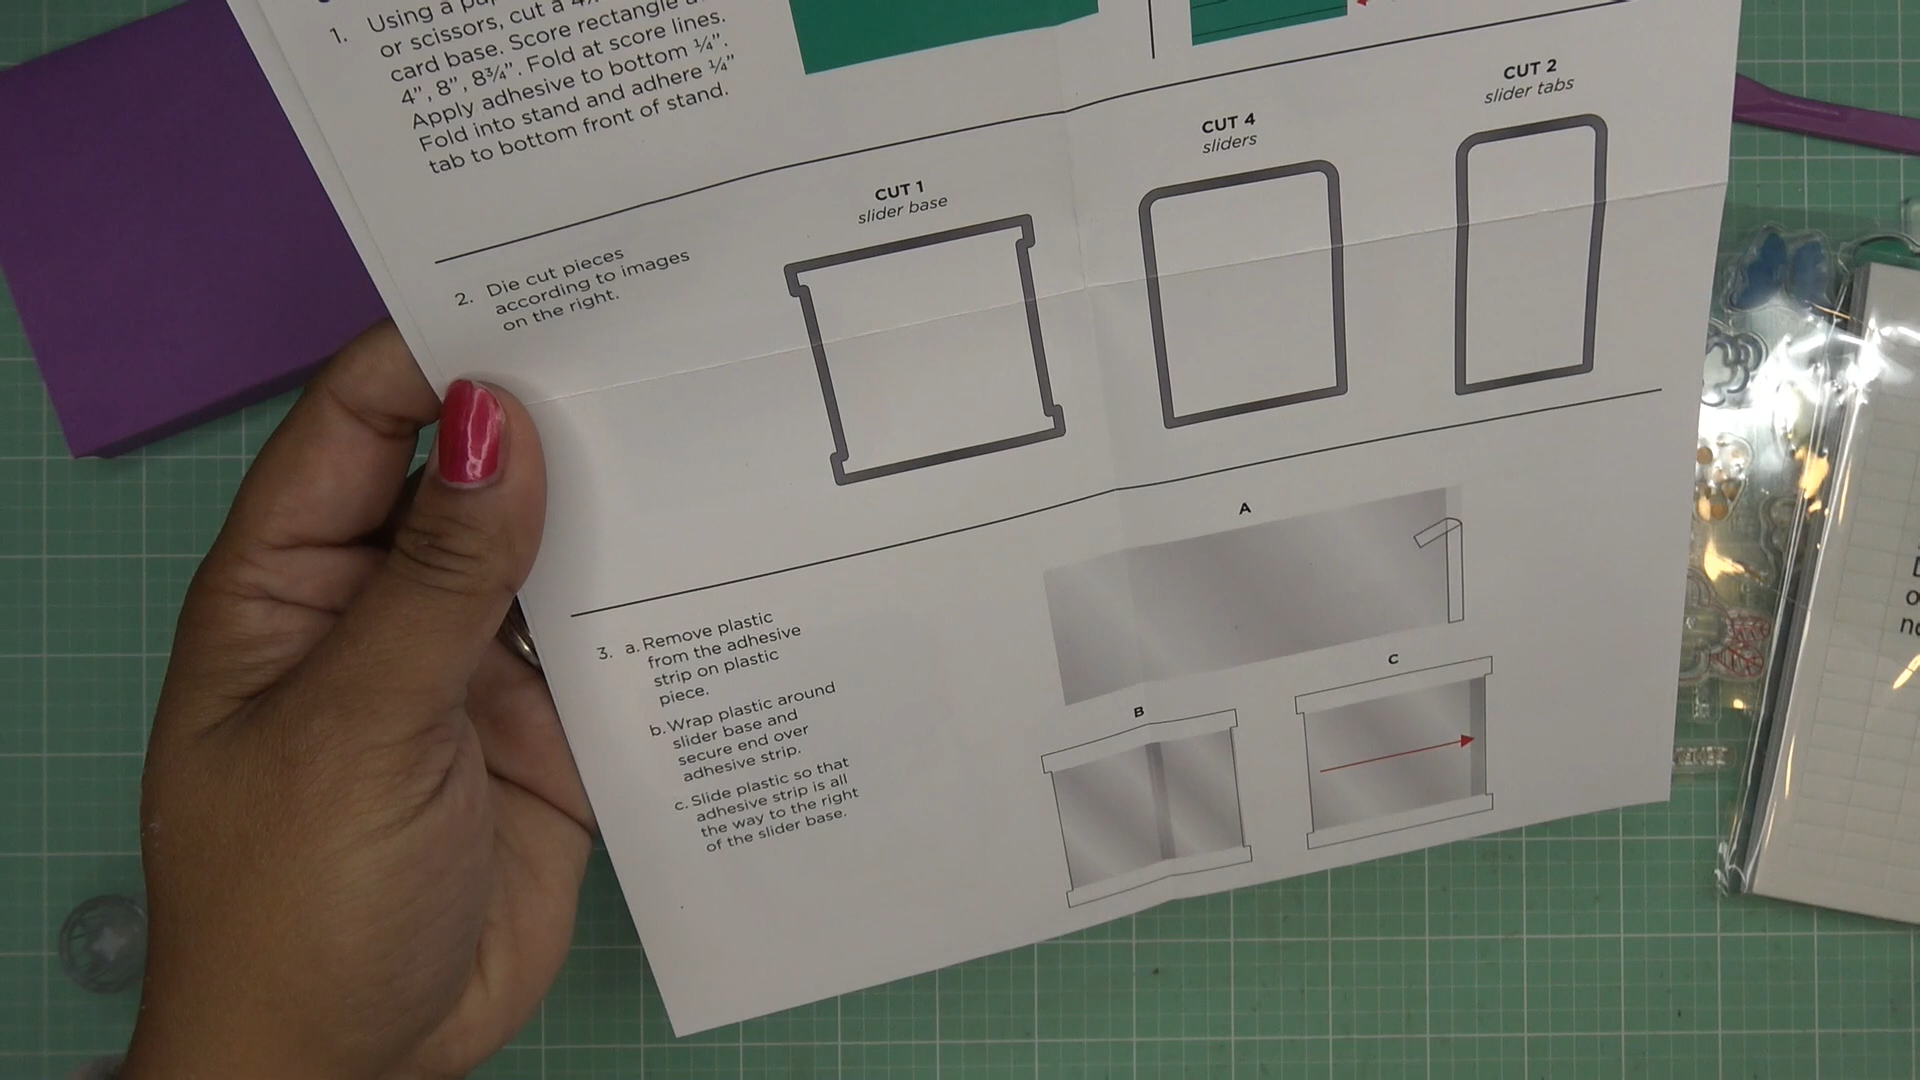 1. Using a
or scissors, cut a
card base. Score rectangle
4", 8", 8¾". Fold at score lines.
Apply adhesive to bottom ¼".
Fold into stand and adhere ¼"
tab to bottom front of stand.
2. Die cut pieces
according to images
on the right.
CUT 1
slider base
CUT 4
sliders
CUT 2
slider tabs
3. a. Remove plastic
from the adhesive
strip on plastic
piece.
b. Wrap plastic around
slider base and
secure end over
adhesive strip.
c. Slide plastic so that
adhesive strip is all
the way to the right
of the slider base.
A
B
C